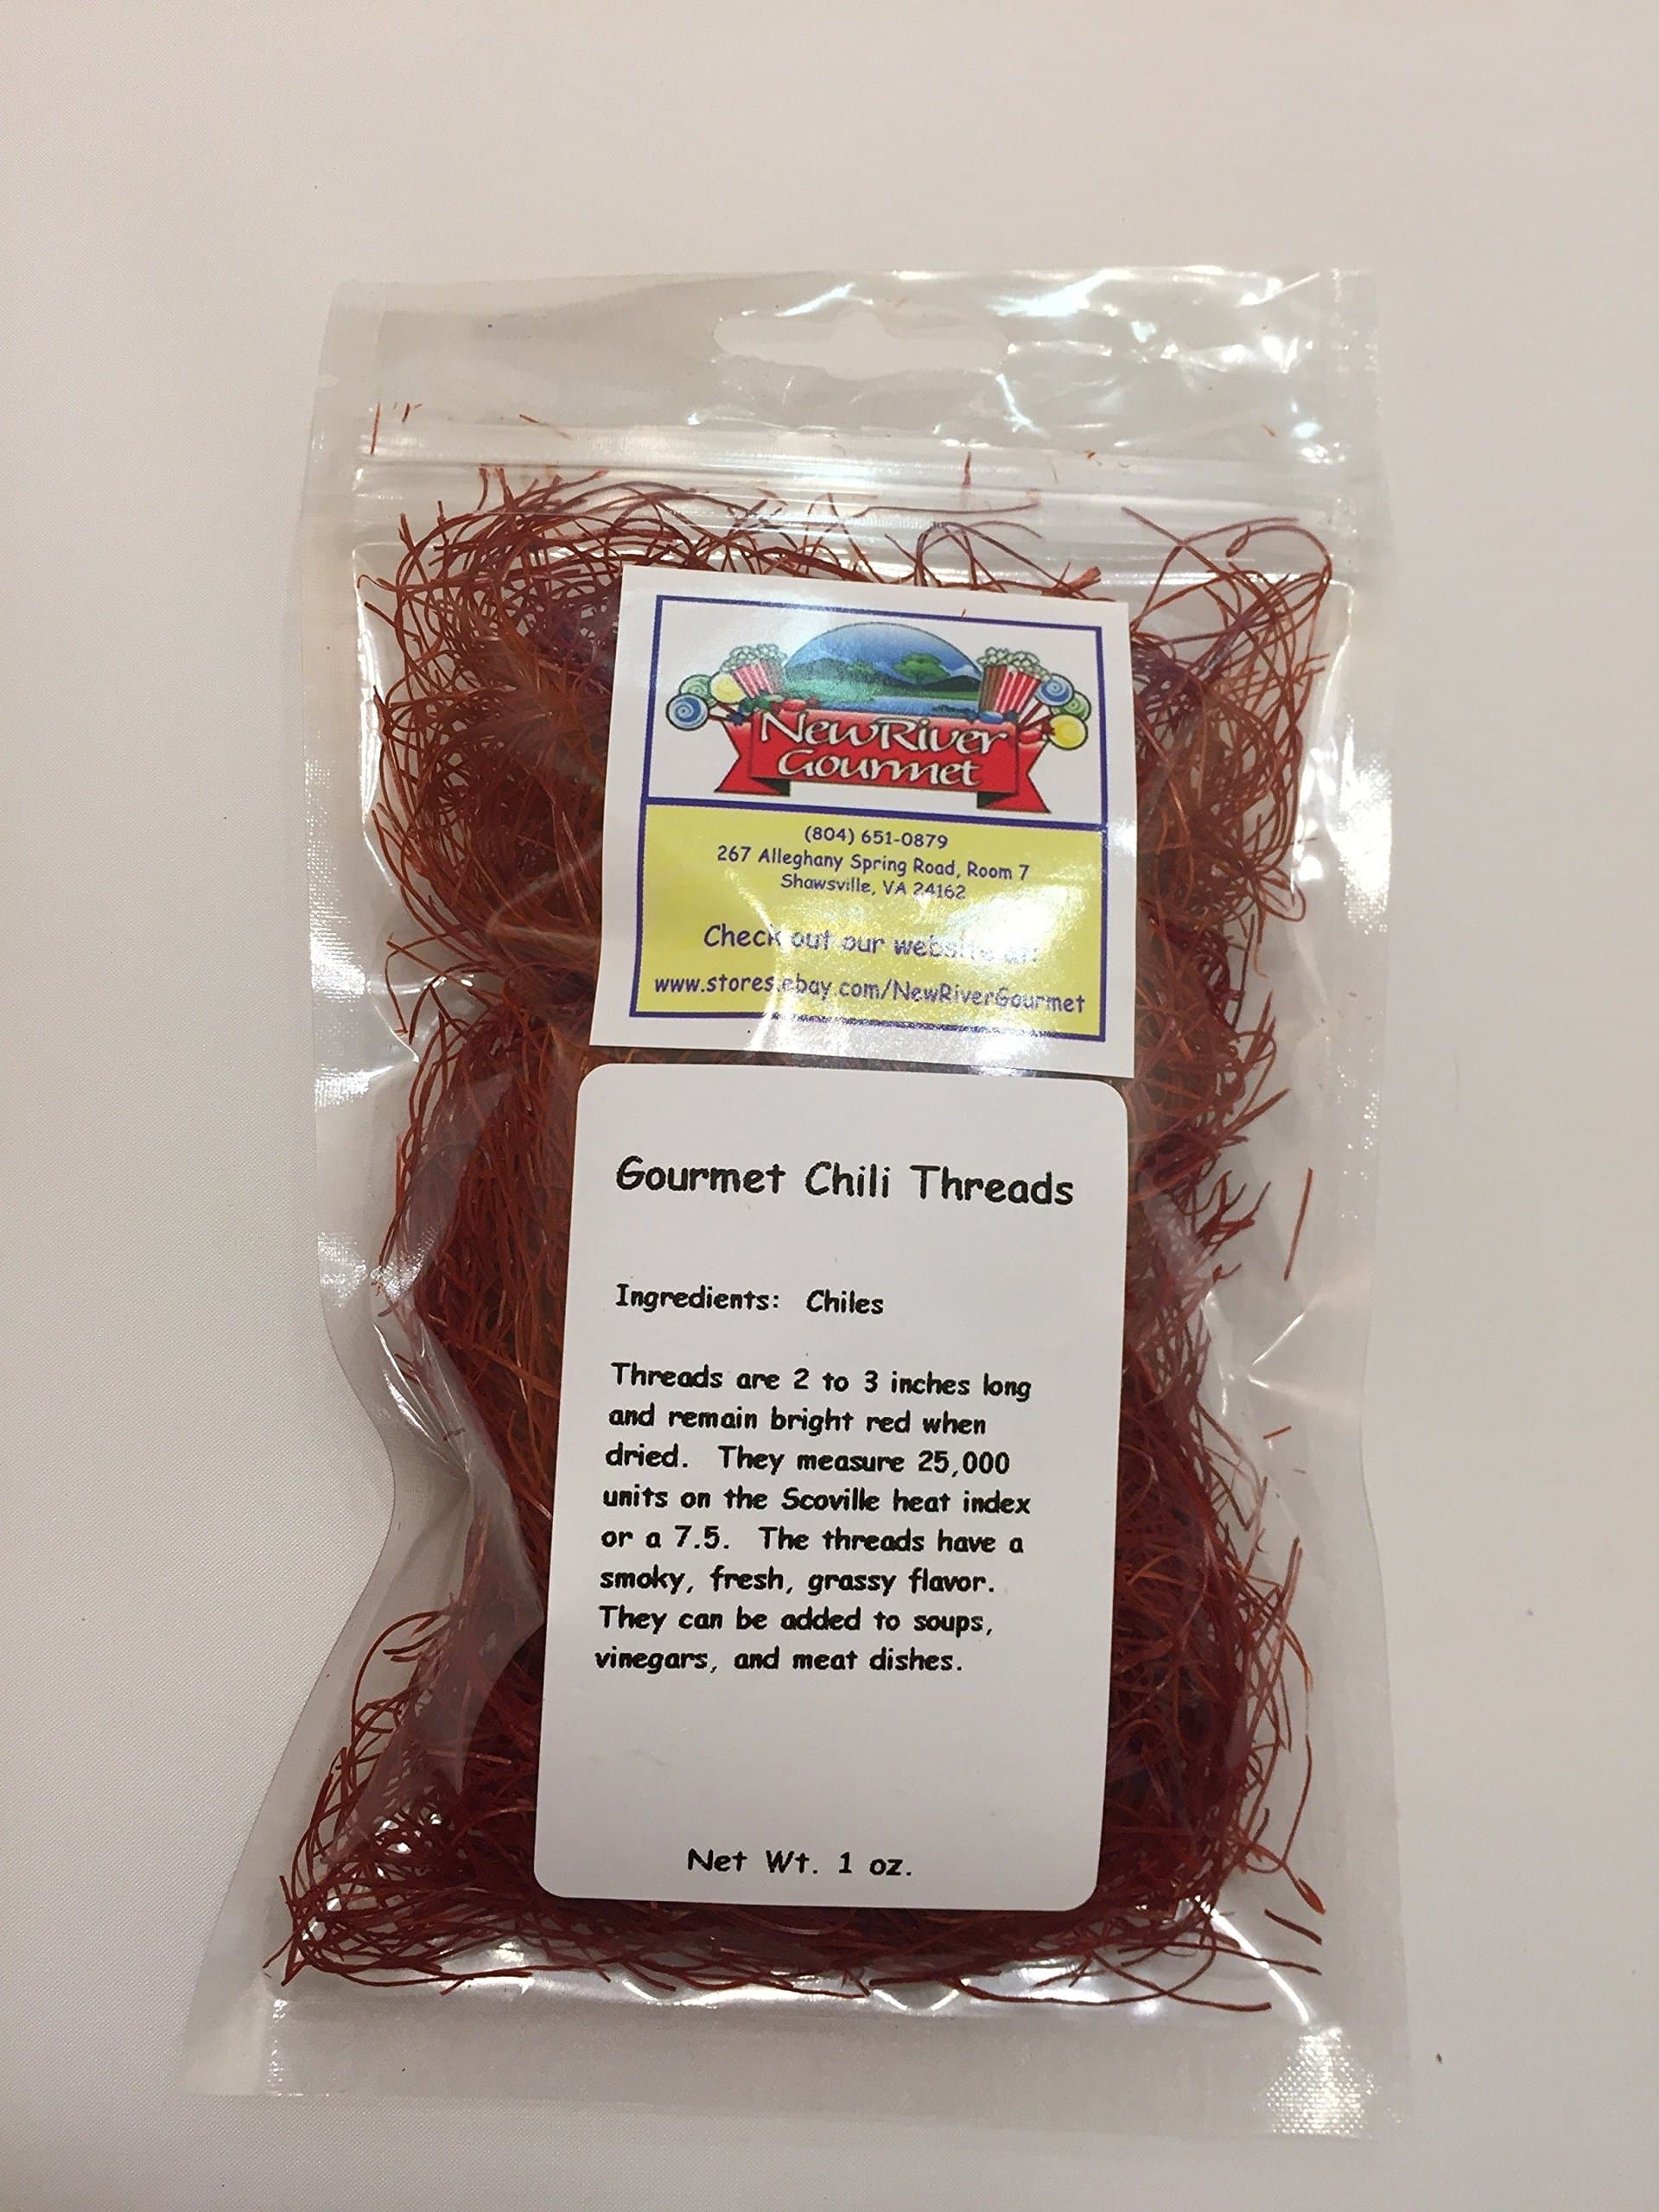 NewRiver
Gourmet
(804) 651-0879
267 Alleghany Spring Road, Room 7
Shawsville, VA 24162
Check out our website at:
www.stores.ebay.com/NewRiverGourmet
Gourmet Chili Threads
Ingredients: Chiles
Threads are 2 to 3 inches long
and remain bright red when
dried. They measure 25,000
units on the Scoville heat index
or a 7.5. The threads have a
smoky, fresh, grassy flavor.
They can be added to soups,
vinegars, and meat dishes.
Net Wt. 1 oz.